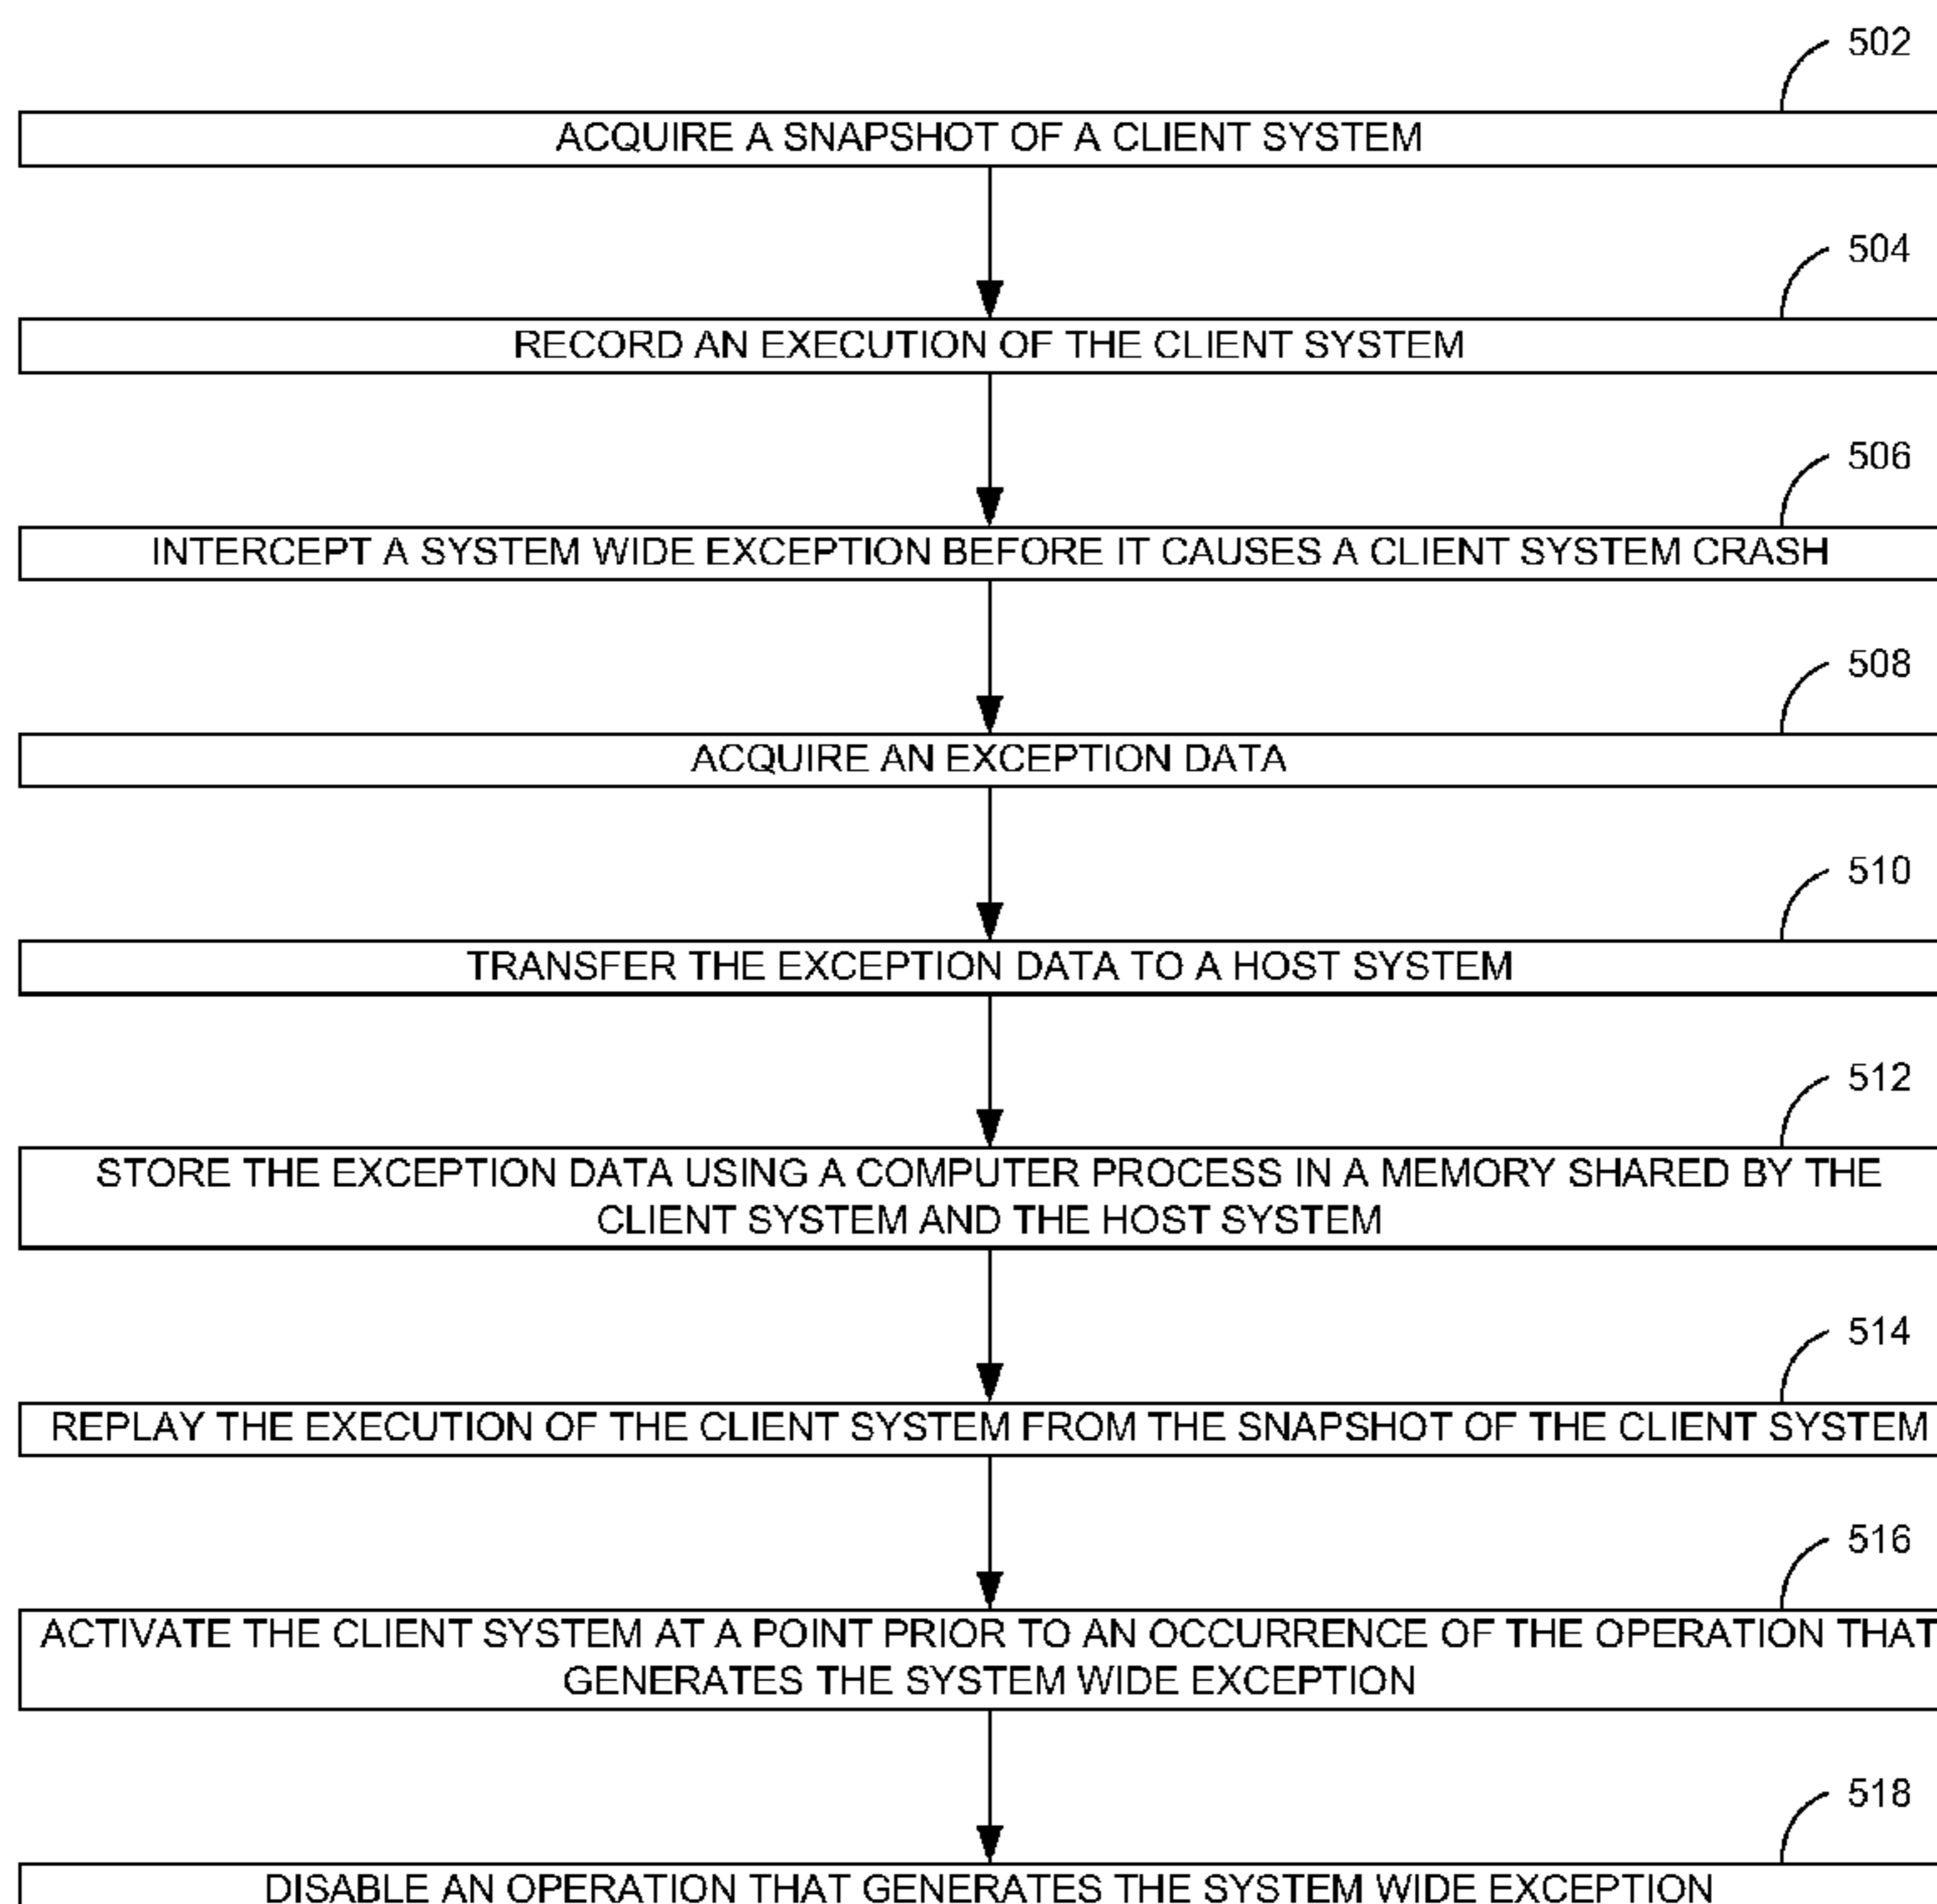 502
ACQUIRE A SNAPSHOT OF A CLIENT SYSTEM
504
RECORD AN EXECUTION OF THE CLIENT SYSTEM
506
INTERCEPT A SYSTEM WIDE EXCEPTION BEFORE IT CAUSES A CLIENT SYSTEM CRASH
508
ACQUIRE AN EXCEPTION DATA
510
TRANSFER THE EXCEPTION DATA TO A HOST SYSTEM
512
STORE THE EXCEPTION DATA USING A COMPUTER PROCESS IN A MEMORY SHARED BY THE
CLIENT SYSTEM AND THE HOST SYSTEM
514
REPLAY THE EXECUTION OF THE CLIENT SYSTEM FROM THE SNAPSHOT OF THE CLIENT SYSTEM
516
ACTIVATE THE CLIENT SYSTEM AT A POINT PRIOR TO AN OCCURRENCE OF THE OPERATION THAT
GENERATES THE SYSTEM WIDE EXCEPTION
518
DISABLE AN OPERATION THAT GENERATES THE SYSTEM WIDE EXCEPTION